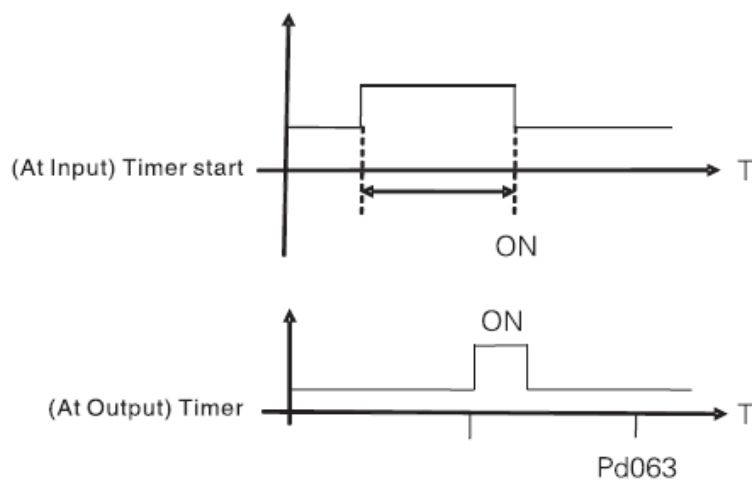 (At Input) Timer start
T
ON
ON
(At Output) Timer
T
Pd063